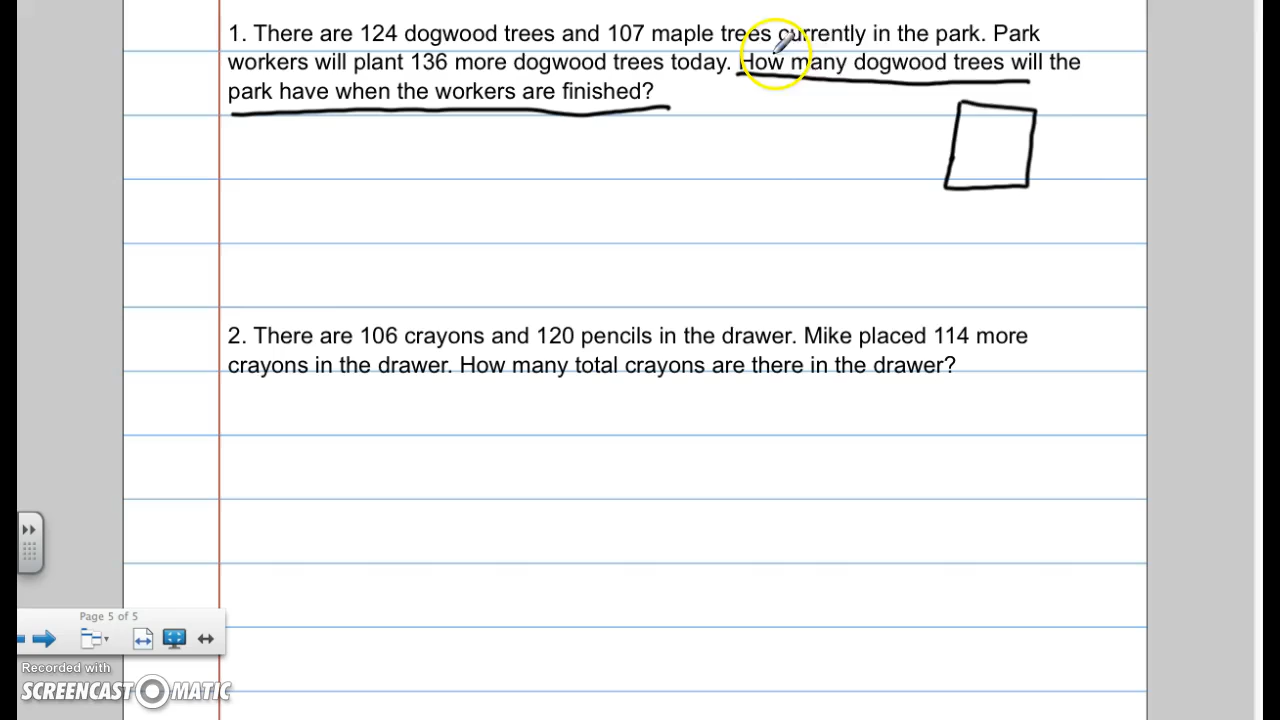 1. There are 124 dogwood trees and 107 maple trees currently in the park. Park
workers will plant 136 more dogwood trees today. How many dogwood trees will the
park have when the workers are finished?
2. There are 106 crayons and 120 pencils in the drawer. Mike placed 114 more
crayons in the drawer. How many total crayons are there in the drawer?
Page 5 of 5
Recorded with
SCREENCAST MATIC